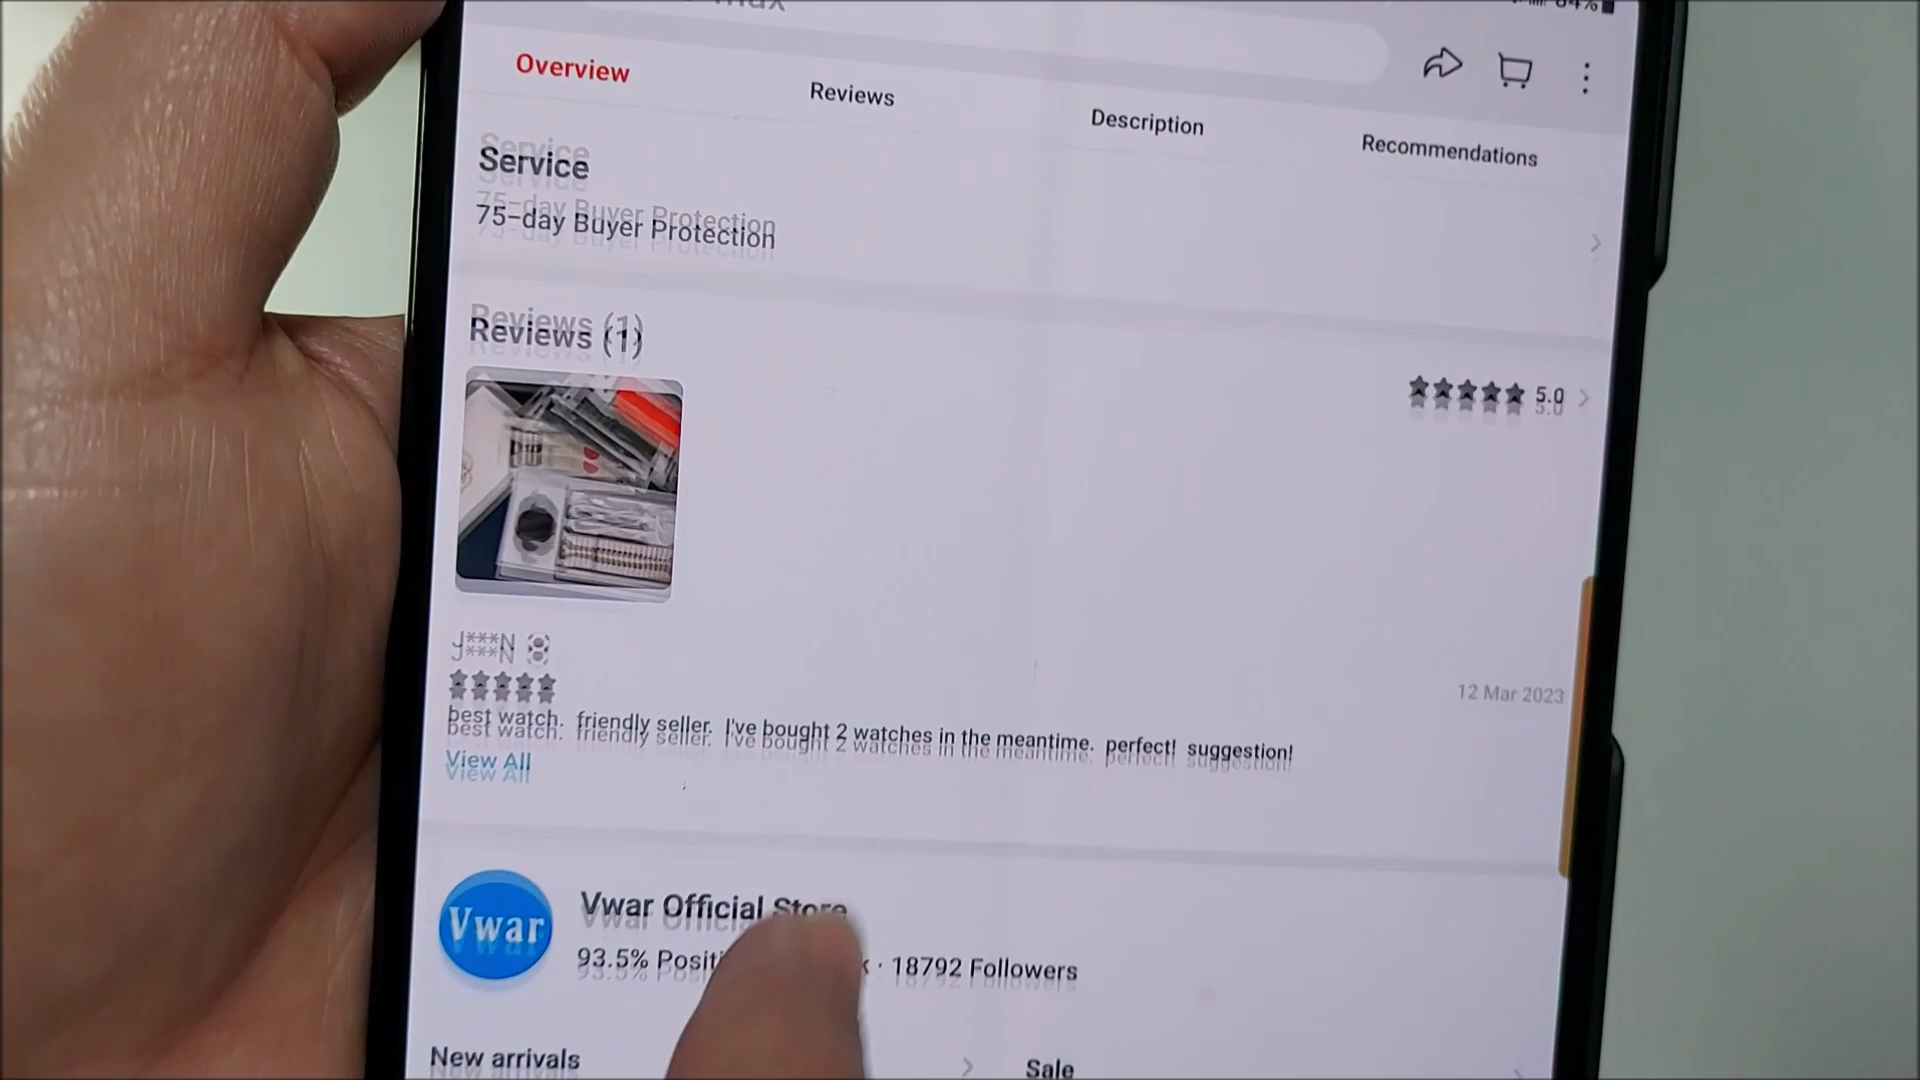 84%
Overview
Reviews
Description
Recommendations
Service
75-day Buyer Protection
Reviews (1)
5.0
J***N
12 Mar 2023
best watch. friendly seller. I've bought 2 watches in the meantime. perfect! suggestion!
View All
Vwar
Vwar Official Store
93.5% Posit
· 18792 Followers
New arrivals
Sale